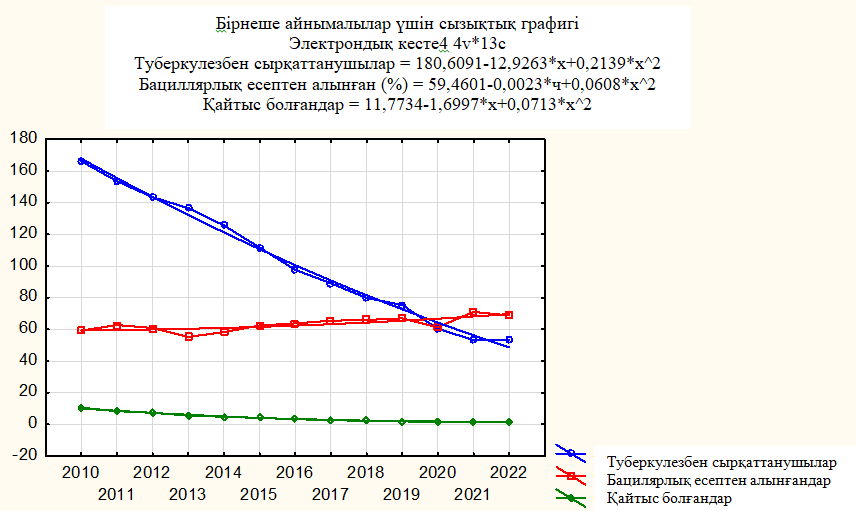 Бірнеше айнымалылар үшін сызықтық графигі
Электрондық кесте4 4v*13c
Туберкулезбен сырқаттанушылар = 180,6091-12,9263*x+0,2139*x^2
Бациллярлық есептен алынған (%) = 59,4601-0,0023*ч+0,0608*x^2
Қайтыс болғандар = 11,7734-1,6997*x+0,0713*x^2
180
160
140
120
100
80
60
40
20
0
-20
2010 2012 2014 2016 2018 2020 2022
2011 2013 2015 2017 2019 2021
Туберкулезбен сырқаттанушылар
Бацилярлық есептен алынғандар
Қайтыс болғандар